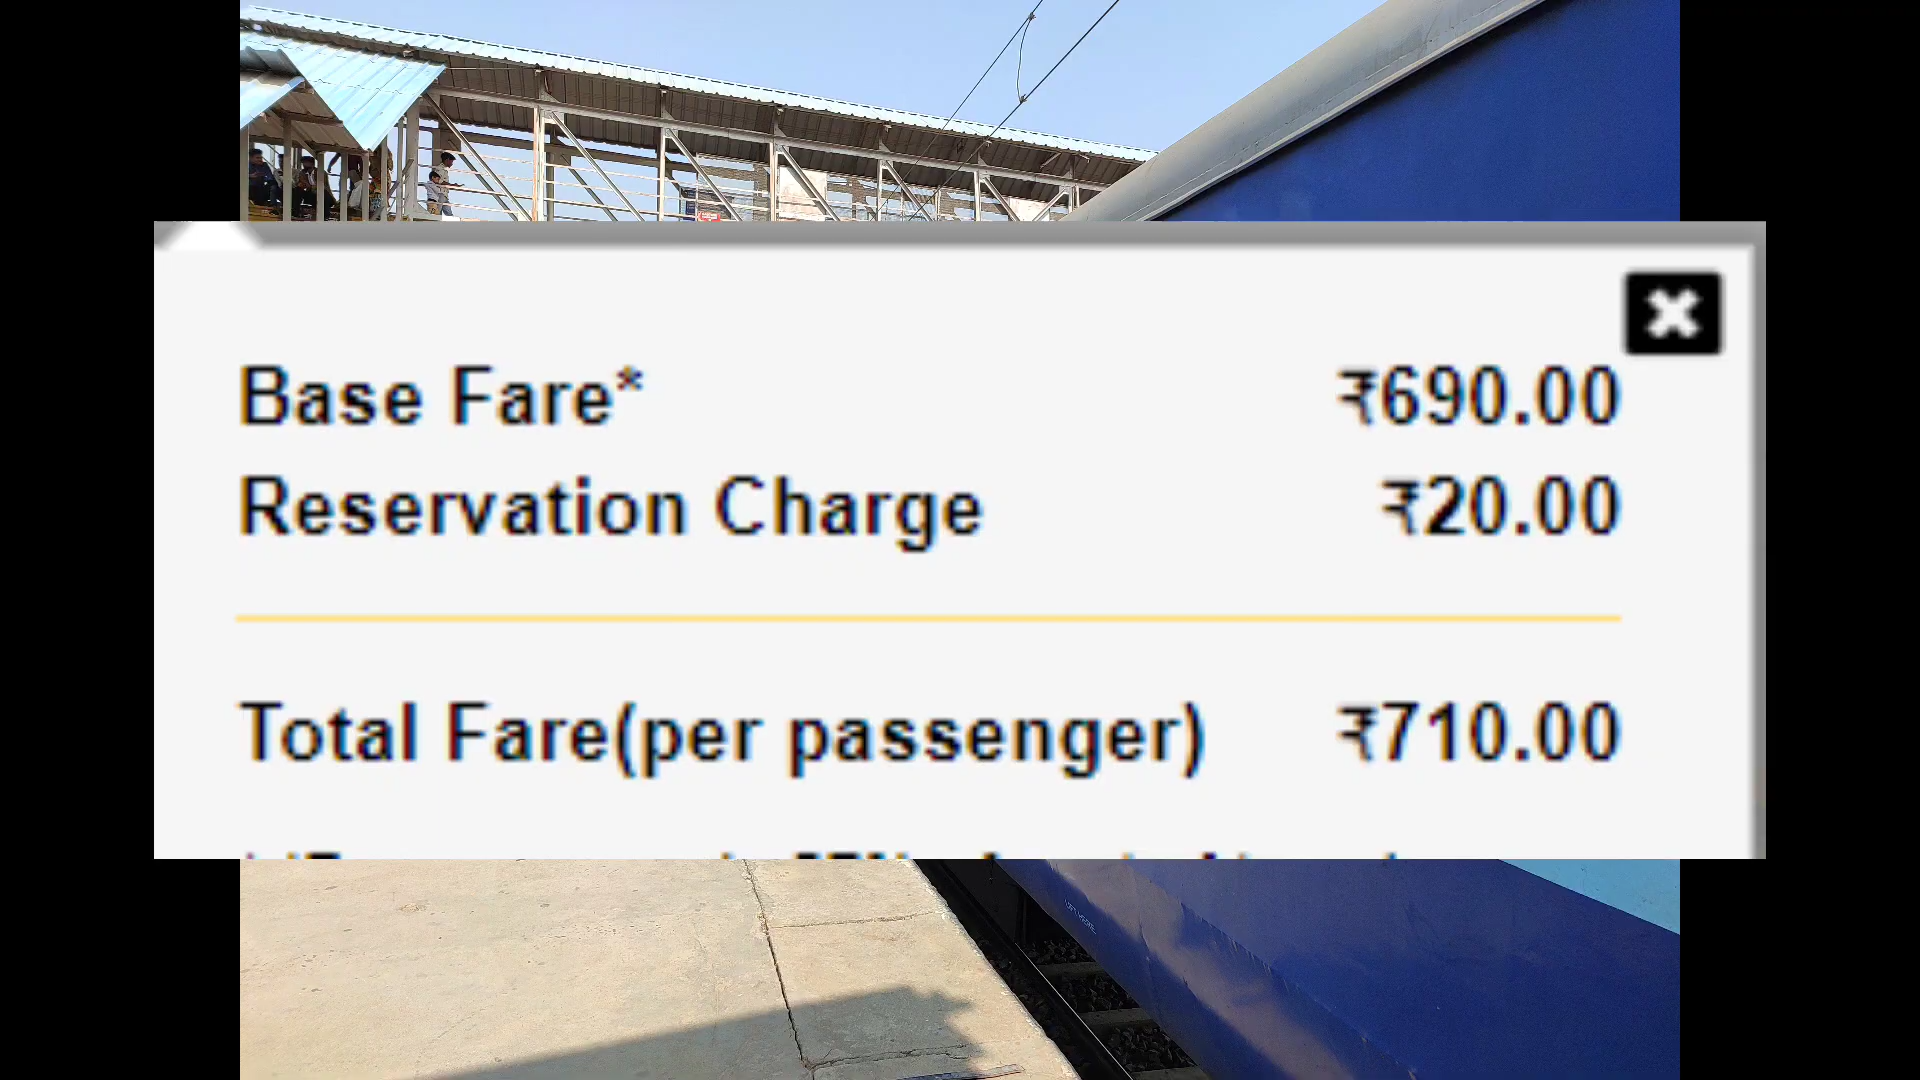 Base Fare* ₹690.00
Reservation Charge ₹20.00
Total Fare(per passenger) ₹710.00